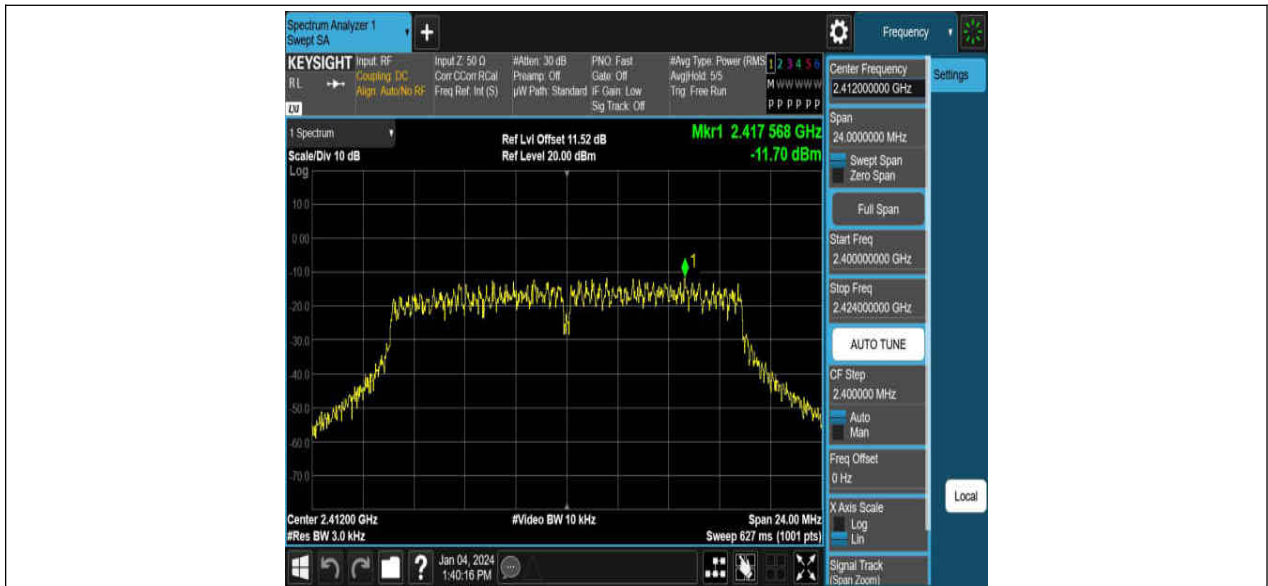 Spectrum Analyzer 1
Swept SA
+
Frequency
KEYSIGHT
RL
LXI
Input: RF
Coupling: DC
Align: Auto/No RF
Input Z: 50 Ω
Corr CCorr RCal
Freq Ref: Int (S)
#Atten: 30 dB
Preamp: Off
µW Path: Standard
PNO: Fast
Gate: Off
IF Gain: Low
Sig Track: Off
#Avg Type: Power (RMS
Avg|Hold: 5/5
Trig: Free Run
1 2 3 4 5 6
M W W W W W
P P P P P P
Center Frequency
2.412000000 GHz
Settings
1 Spectrum
Scale/Div 10 dB
Log
Ref Lvl Offset 11.52 dB
Ref Level 20.00 dBm
Mkr1 2.417 568 GHz
-11.70 dBm
Span
24.0000000 MHz
Swept Span
Zero Span
Full Span
Start Freq
2.400000000 GHz
Stop Freq
2.424000000 GHz
AUTO TUNE
CF Step
2.400000 MHz
Auto
Man
Freq Offset
0 Hz
X Axis Scale
Log
Lin
Signal Track
(Span Zoom)
Local
10.0
0.00
-10.0
-20.0
-30.0
-40.0
-50.0
-60.0
-70.0
1
Center 2.41200 GHz
#Res BW 3.0 kHz
#Video BW 10 kHz
Span 24.00 MHz
Sweep 627 ms (1001 pts)
?
Jan 04, 2024
1:40:16 PM